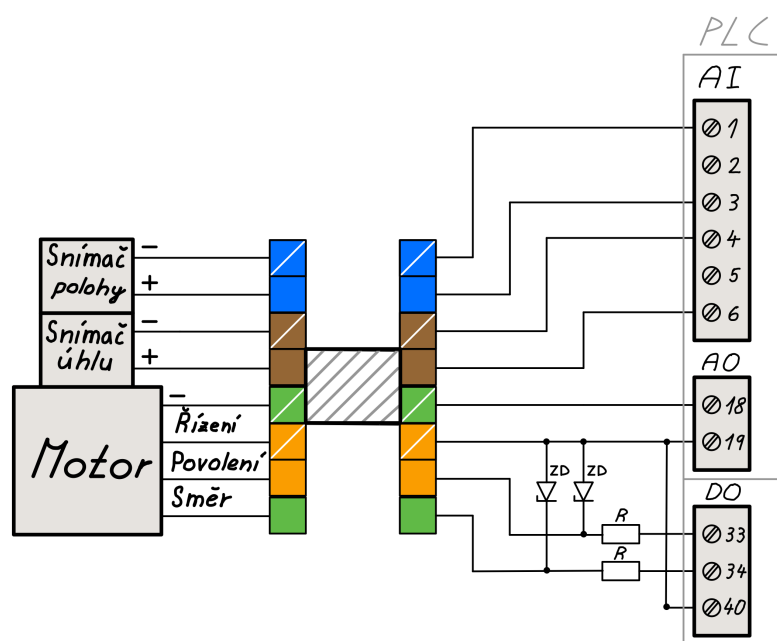 PLC
AI
1
2
3
4
5
6
Snímač
polohy
-
+
Snímač
úhlu
-
+
AO
18
19
Motor
-
Řízení
Povolení
Směr
ZD
ZD
R
R
DO
33
34
40